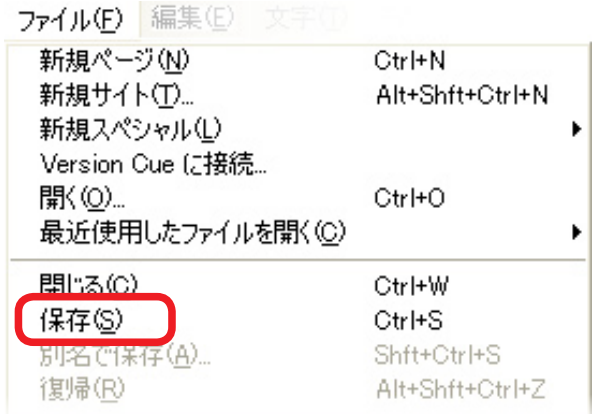 ファイル(F) 編集(E) 文字(T)
新規ページ(N) Ctrl+N
新規サイト(T)... Alt+Shft+Ctrl+N
新規スペシャル(L)
Version Cue に接続...
開く(O)... Ctrl+O
最近使用したファイルを開く(C)
閉じる(C) Ctrl+W
保存(S) Ctrl+S
別名で保存(A)... Shft+Ctrl+S
復帰(R) Alt+Shft+Ctrl+Z